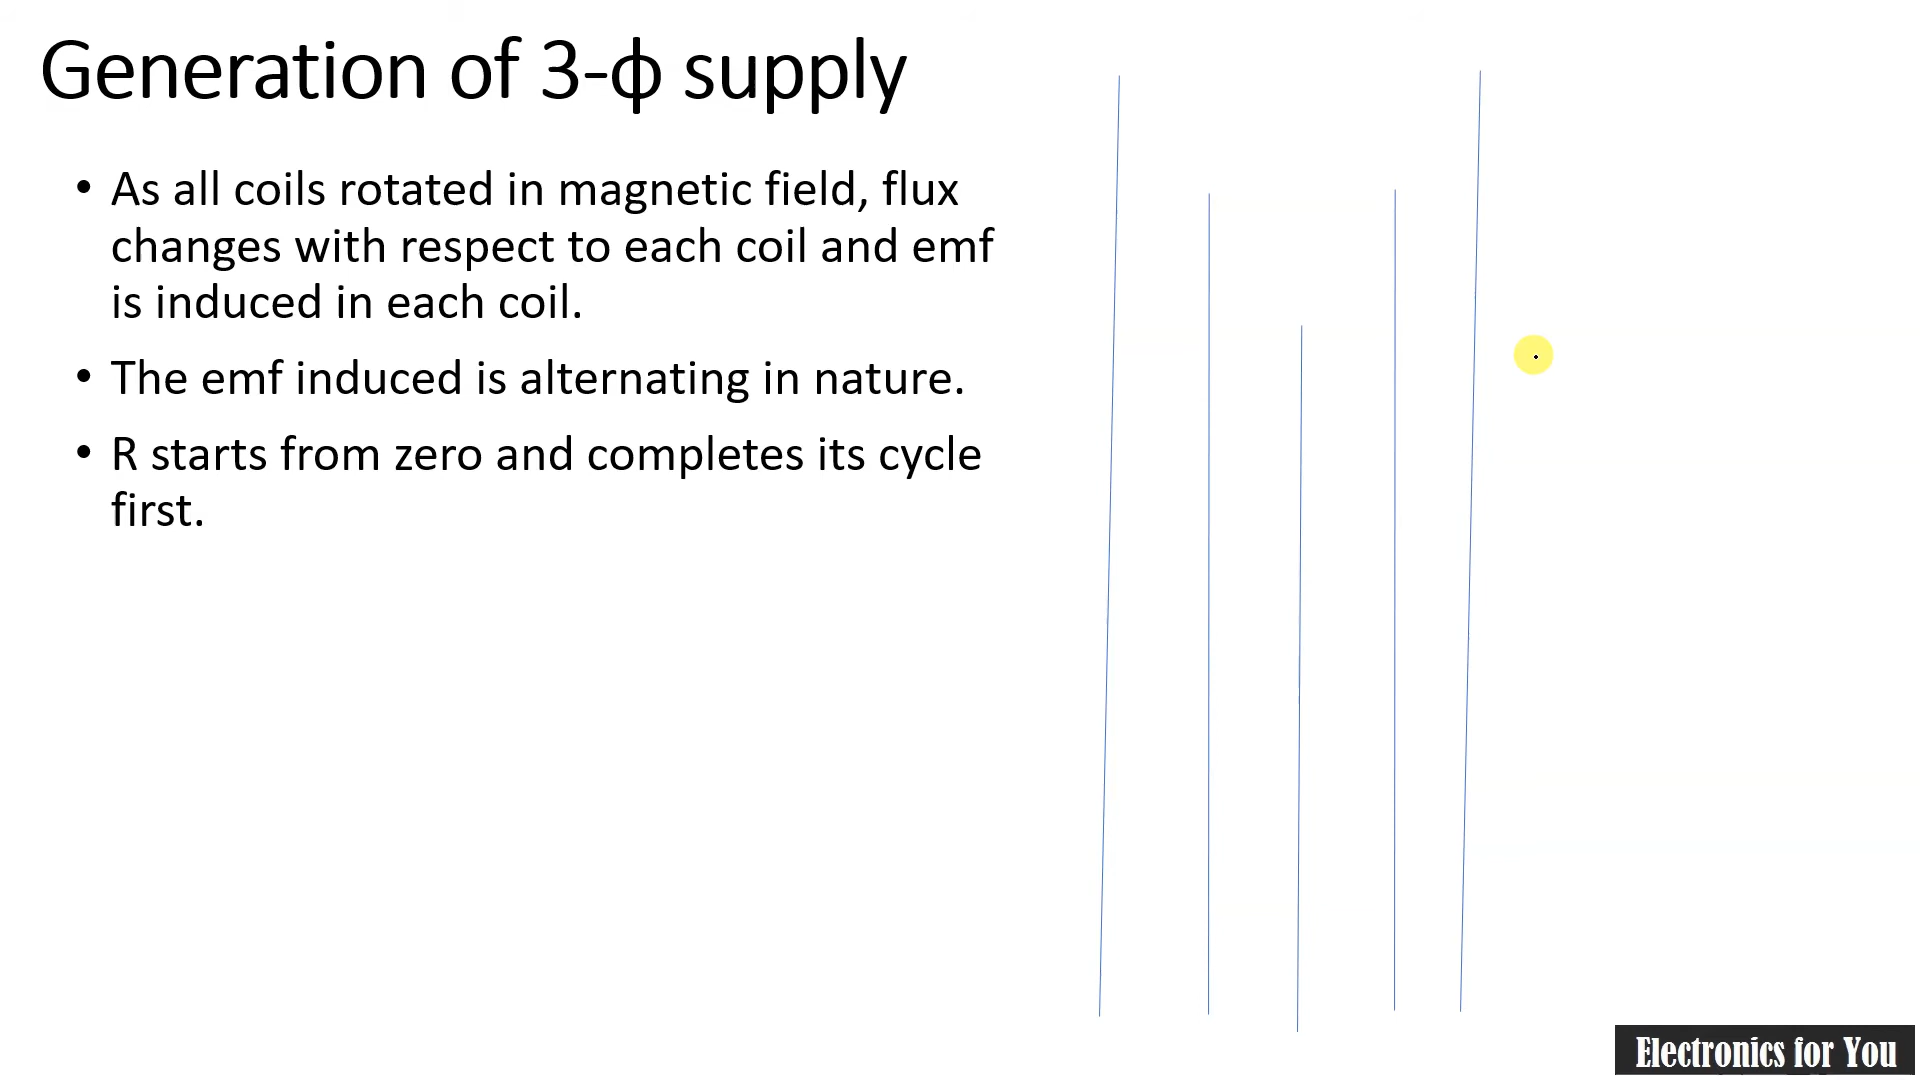 Generation of 3-ф supply
• As all coils rotated in magnetic field, flux
changes with respect to each coil and emf
is induced in each coil.
• The emf induced is alternating in nature.
• R starts from zero and completes its cycle
first.
Electronics for You